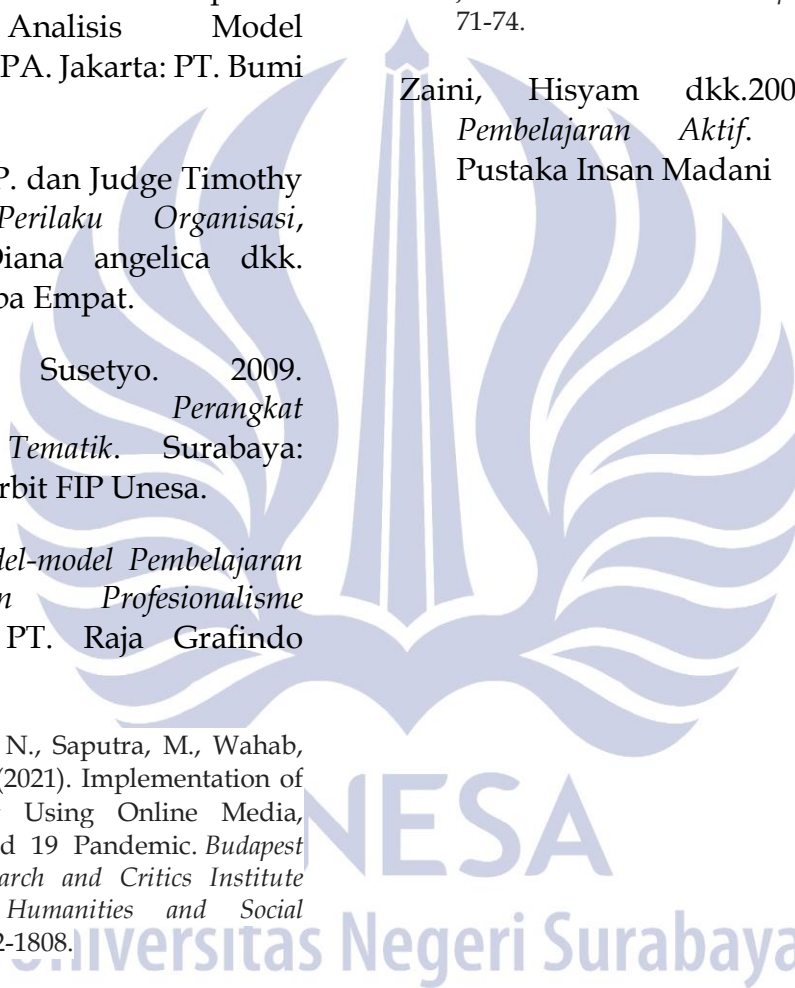 Analisis Model
PA. Jakarta: PT. Bumi
P. dan Judge Timothy
Perilaku Organisasi,
Diana angelica dkk.
ba Empat.
Susetyo. 2009.
Perangkat
Tematik. Surabaya:
rbit FIP Unesa.
del-model Pembelajaran
n Profesionalisme
PT. Raja Grafindo
N., Saputra, M., Wahab,
(2021). Implementation of
Using Online Media,
d 19 Pandemic. Budapest
arch and Critics Institute
Humanities and Social
2-1808.
71-74.
Zaini, Hisyam dkk.200
Pembelajaran Aktif.
Pustaka Insan Madani
NESA
Universitas Negeri Surabaya